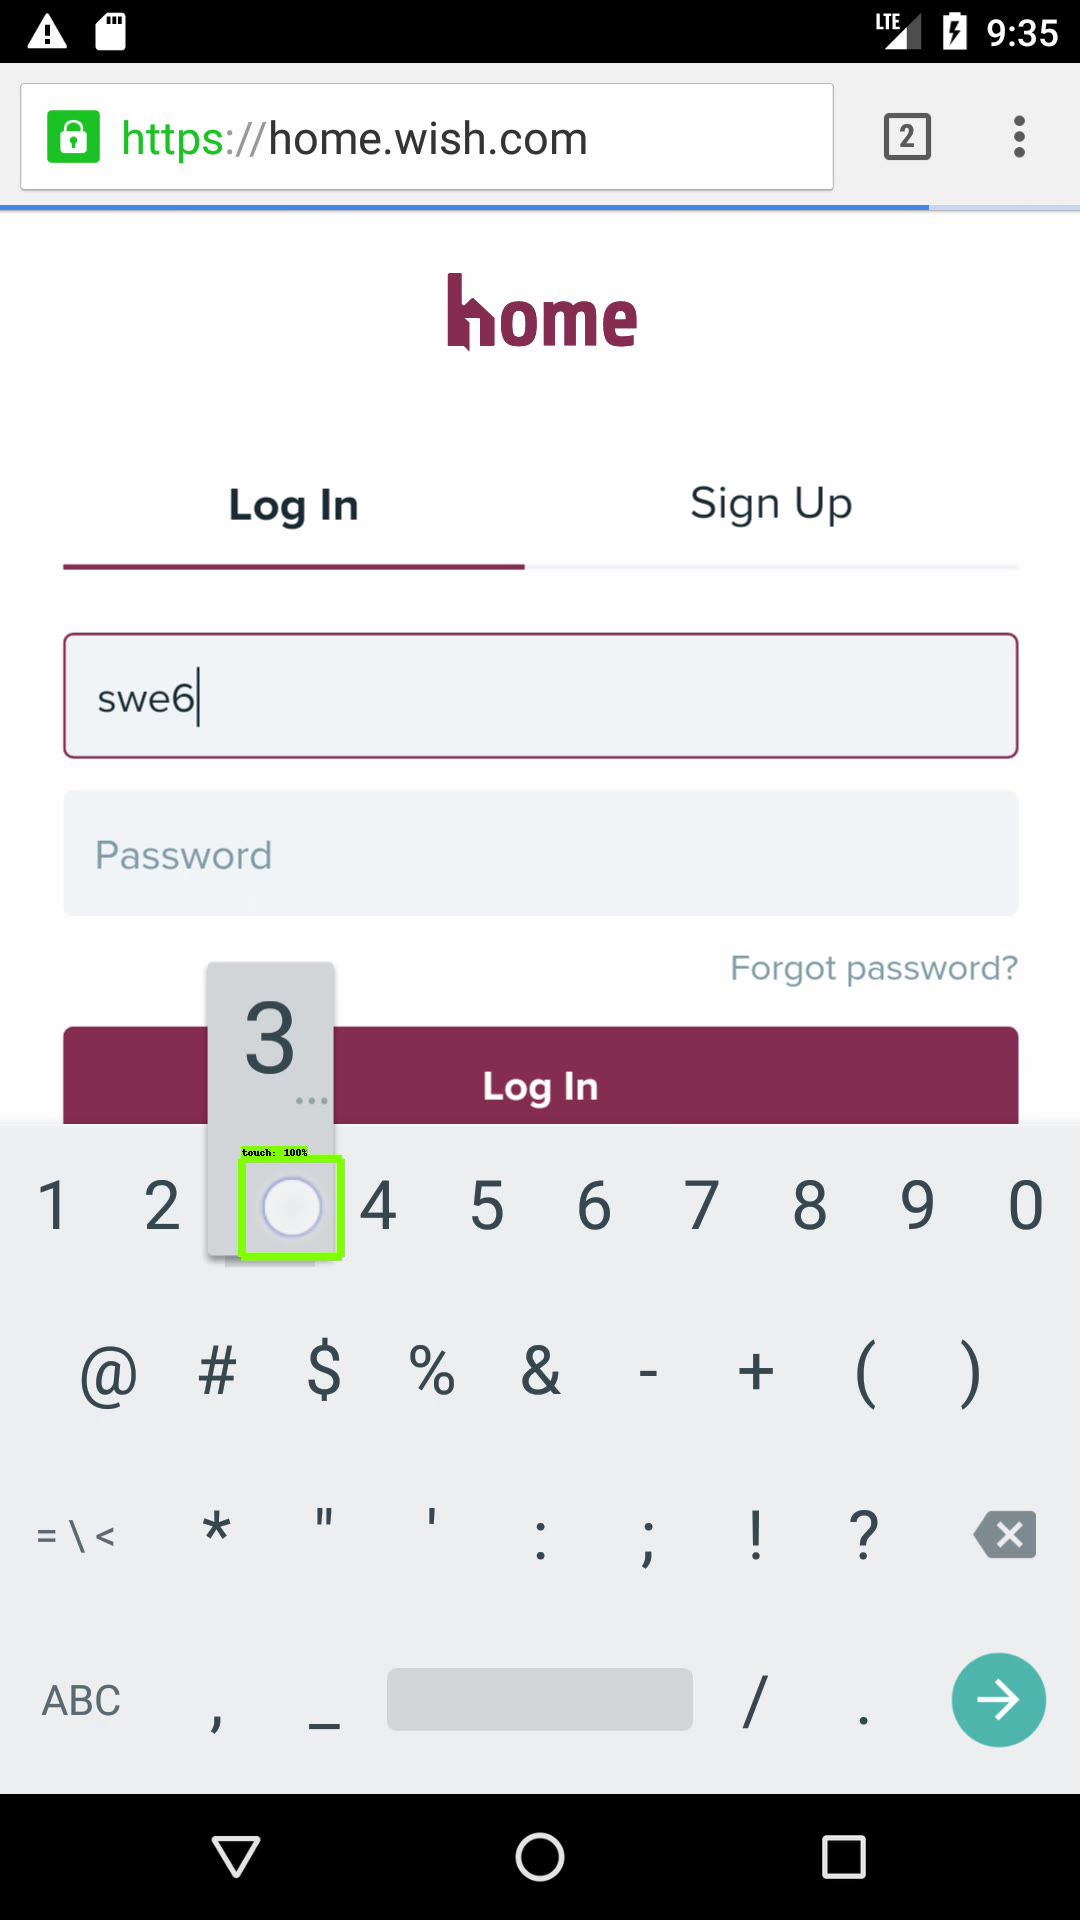 LTE 9:35
https://home.wish.com 2
home
Log In Sign Up
swe6
Password
Forgot password?
3
...
Log In
touch: 100%
1 2 4 5 6 7 8 9 0
@ # $ % & - + ( )
= \ < * " ' : ; ! ?
ABC , _ / .